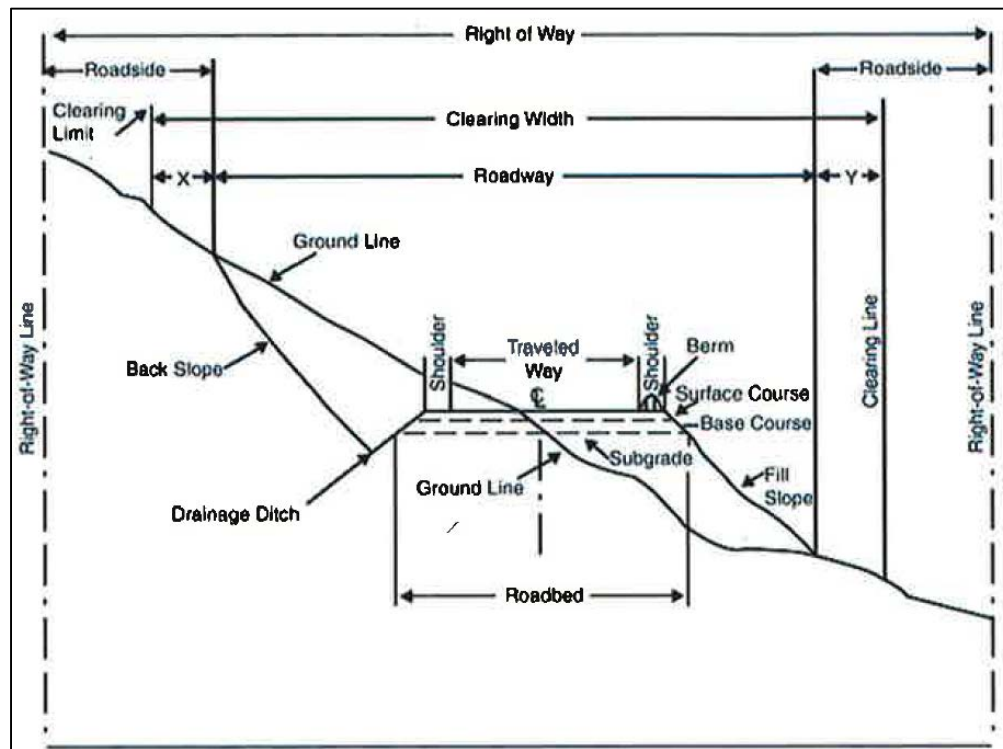 Right of Way
Roadside
Roadside
Clearing
Limit
Clearing Width
X
Roadway
Y
Ground Line
Right-of-Way Line
Back Slope
Shoulder
Traveled
Way
℄
Shoulder
Berm
Surface Course
Base Course
Clearing Line
Right-of-Way Line
Subgrade
Ground Line
Fill
Slope
Drainage Ditch
Roadbed